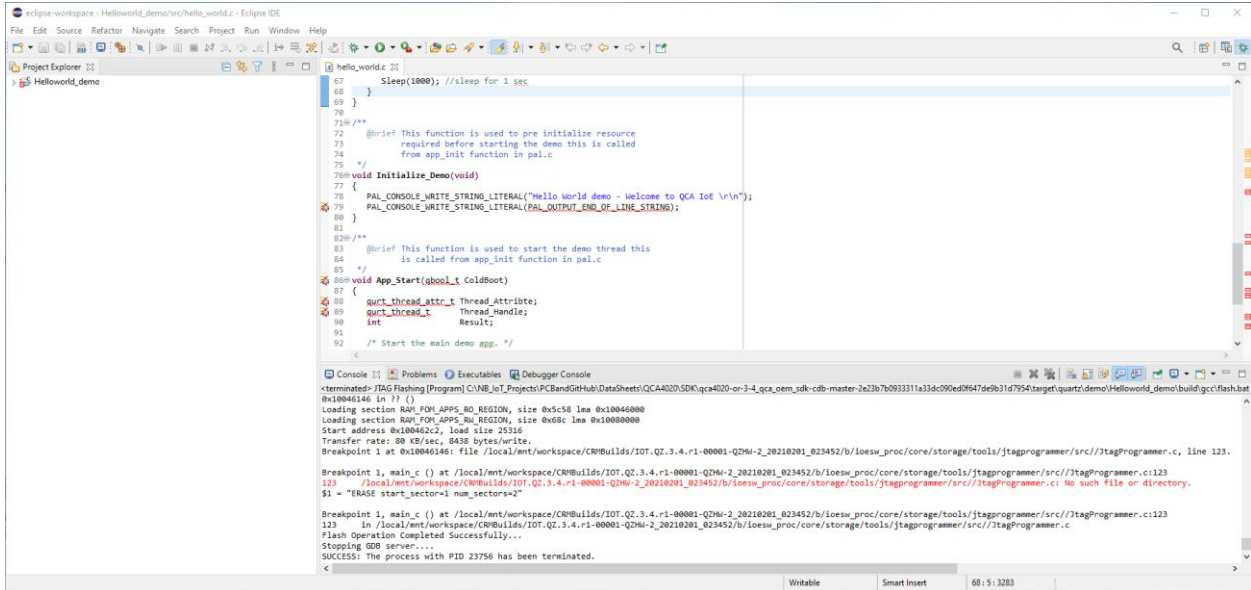 eclipse-workspace - Helloworld_demo/src/hello_world.c - Eclipse IDE
File Edit Source Refactor Navigate Search Project Run Window Help
Project Explorer
hello_world.c
Helloworld_demo
67 Sleep(1000); //sleep for 1 sec
68 }
69 }
70
71 /**
72 @brief This function is used to pre initialize resource
73 required before starting the demo this is called
74 from app_init function in pal.c
75 */
76 void Initialize_Demo(void)
77 {
78 PAL_CONSOLE_WRITE_STRING_LITERAL("Hello World demo - Welcome to QCA IoE \r\n");
79 PAL_CONSOLE_WRITE_STRING_LITERAL(PAL_OUTPUT_END_OF_LINE_STRING);
80 }
81
82 /**
83 @brief This function is used to start the demo thread this
84 is called from app_init function in pal.c
85 */
86 void App_Start(qbool_t ColdBoot)
87 {
88 qurt_thread_attr_t Thread_Attribte;
89 qurt_thread_t Thread_Handle;
90 int Result;
91
92 /* Start the main demo app. */
Console Problems Executables Debugger Console
<terminated> JTAG Flashing [Program] C:\NB_IoT_Projects\PCBandGitHub\DataSheets\QCA4020\SDK\qca4020-or-3-4_qca_oem_sdk-cdb-master-2e23b7b0933311a33dc090ed0f647de9b31d7954\target\quartz\demo\Helloworld_demo\build\gcc\flash.bat
0x10046146 in ?? ()
Loading section RAM_FOM_APPS_RO_REGION, size 0x5c58 lma 0x10046000
Loading section RAM_FOM_APPS_RW_REGION, size 0x68c lma 0x10080000
Start address 0x100462c2, load size 25316
Transfer rate: 80 KB/sec, 8438 bytes/write.
Breakpoint 1 at 0x10046146: file /local/mnt/workspace/CRMBuilds/IOT.QZ.3.4.r1-00001-QZHW-2_20210201_023452/b/ioesw_proc/core/storage/tools/jtagprogrammer/src//JtagProgrammer.c, line 123.
Breakpoint 1, main_c () at /local/mnt/workspace/CRMBuilds/IOT.QZ.3.4.r1-00001-QZHW-2_20210201_023452/b/ioesw_proc/core/storage/tools/jtagprogrammer/src//JtagProgrammer.c:123
123 /local/mnt/workspace/CRMBuilds/IOT.QZ.3.4.r1-00001-QZHW-2_20210201_023452/b/ioesw_proc/core/storage/tools/jtagprogrammer/src//JtagProgrammer.c: No such file or directory.
$1 = "ERASE start_sector=1 num_sectors=2"
Breakpoint 1, main_c () at /local/mnt/workspace/CRMBuilds/IOT.QZ.3.4.r1-00001-QZHW-2_20210201_023452/b/ioesw_proc/core/storage/tools/jtagprogrammer/src//JtagProgrammer.c:123
123 in /local/mnt/workspace/CRMBuilds/IOT.QZ.3.4.r1-00001-QZHW-2_20210201_023452/b/ioesw_proc/core/storage/tools/jtagprogrammer/src//JtagProgrammer.c
Flash Operation Completed Successfully...
Stopping GDB server....
SUCCESS: The process with PID 23756 has been terminated.
Writable Smart Insert 68 : 5 : 3283